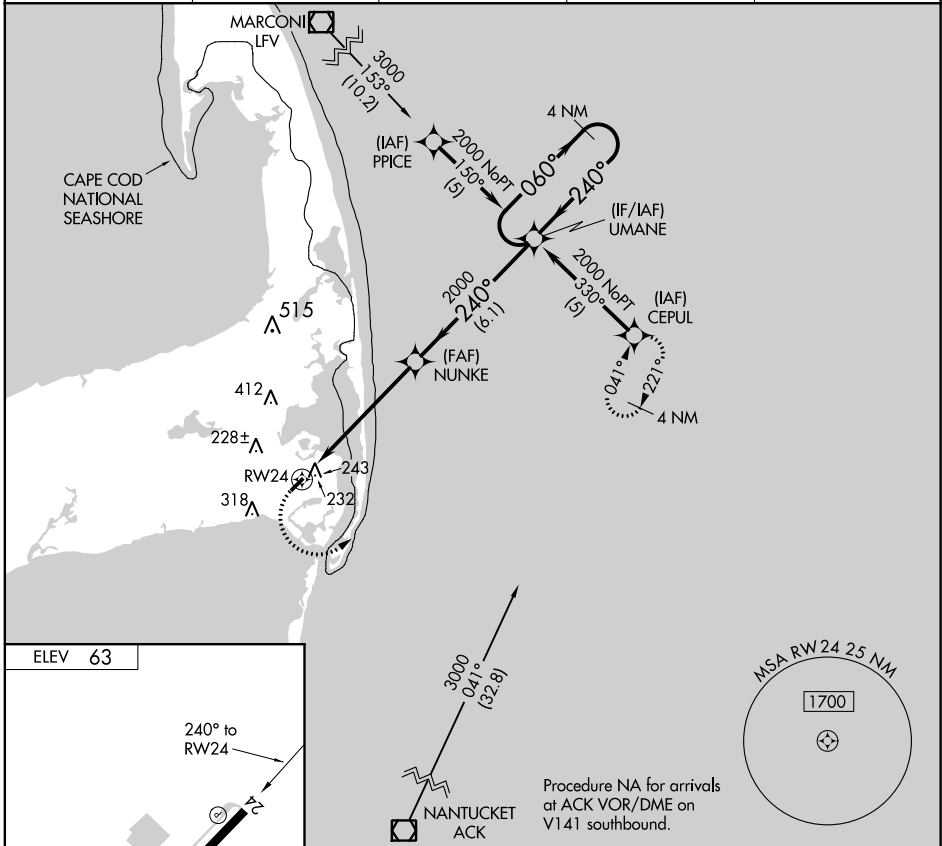 MARCONI
LFV
3000
153°
(10.2)
(IAF)
PPICE
2000 NoPT
150°
(5)
4 NM
060°
240°
(IF/IAF)
UMANE
CAPE COD
NATIONAL
SEASHORE
2000 NoPT
330°
(5)
(IAF)
CEPUL
2000
240°
(6.1)
(FAF)
NUNKE
041°
221°
4 NM
515
412
228±
RW24
243
232
318
ELEV 63
240° to
RW24
24
P
3000
041°
(32.8)
NANTUCKET
ACK
Procedure NA for arrivals
at ACK VOR/DME on
V141 southbound.
MSA RW24 25 NM
1700